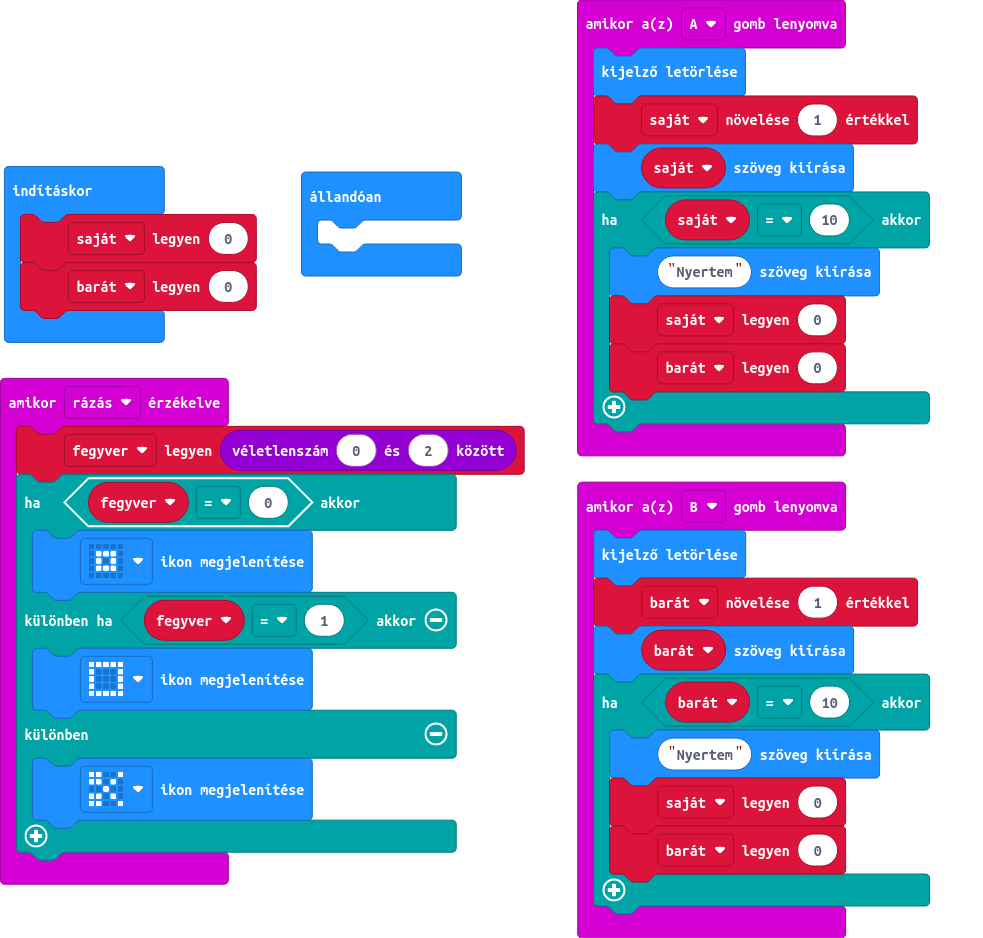 indításkor
saját legyen 0
barát legyen 0
állandóan
amikor rázás érzékelve
fegyver legyen véletlenszám 0 és 2 között
ha fegyver = 0 akkor
ikon megjelenítése
különben ha fegyver = 1 akkor
ikon megjelenítése
különben
ikon megjelenítése
amikor a(z) A gomb lenyomva
kijelző letörlése
saját növelése 1 értékkel
saját szöveg kiírása
ha saját = 10 akkor
"Nyertem" szöveg kiírása
saját legyen 0
barát legyen 0
amikor a(z) B gomb lenyomva
kijelző letörlése
barát növelése 1 értékkel
barát szöveg kiírása
ha barát = 10 akkor
"Nyertem" szöveg kiírása
saját legyen 0
barát legyen 0